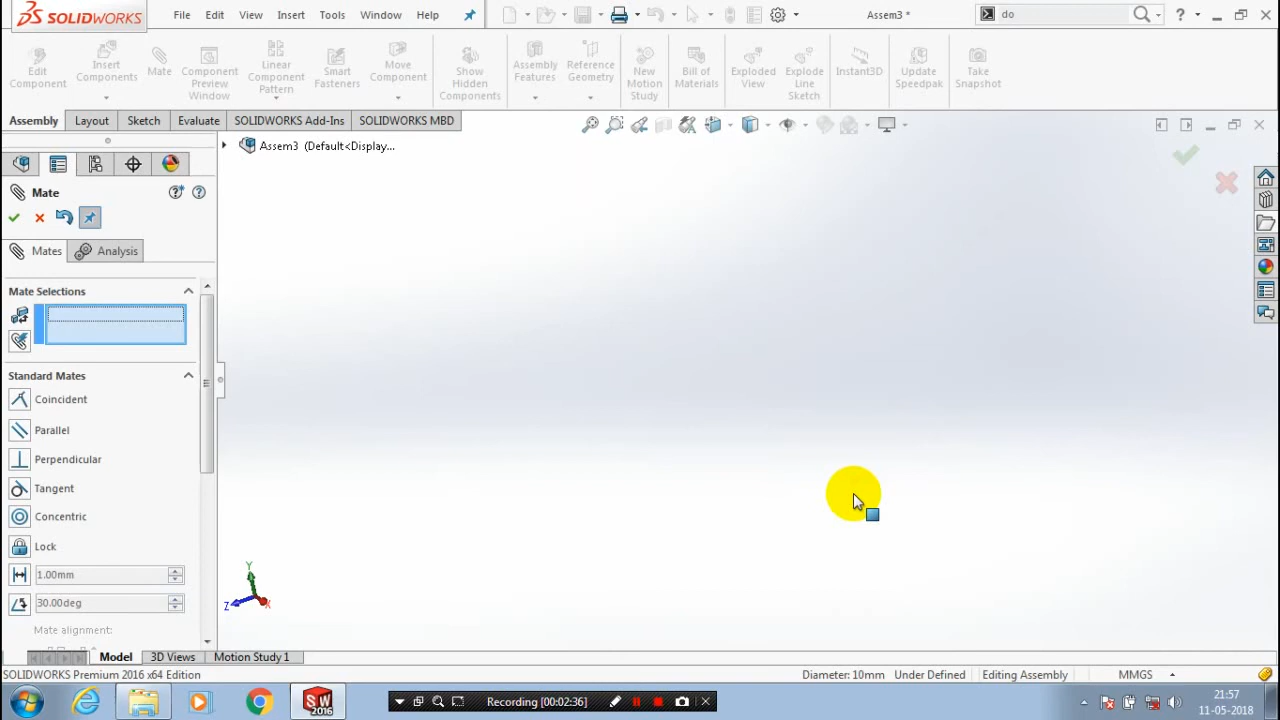 SOLIDWORKS
File Edit View Insert Tools Window Help
Assem3 *
do
Edit Component
Insert Components
Mate
Component Preview Window
Linear Component Pattern
Smart Fasteners
Move Component
Show Hidden Components
Assembly Features
Reference Geometry
New Motion Study
Bill of Materials
Exploded View
Explode Line Sketch
Instant3D
Update Speedpak
Take Snapshot
Assembly Layout Sketch Evaluate SOLIDWORKS Add-Ins SOLIDWORKS MBD
Assem3 (Default<Display...
Mate
Mates Analysis
Mate Selections
Standard Mates
Coincident
Parallel
Perpendicular
Tangent
Concentric
Lock
1.00mm
30.00deg
Mate alignment:
Y
Z X
Model 3D Views Motion Study 1
SOLIDWORKS Premium 2016 x64 Edition Diameter: 10mm Under Defined Editing Assembly MMGS
SW 2016
Recording [00:02:36]
21:57
11-05-2018